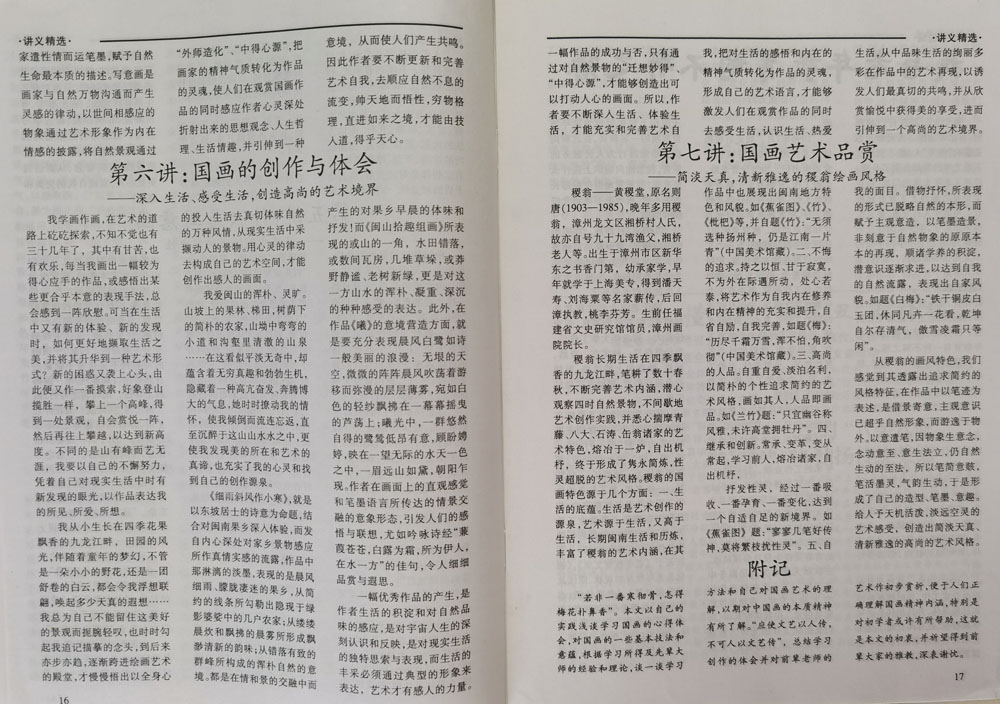 ·讲义精选·
家遣性情而运笔墨,赋予自然
生命最本质的描述。写意画是
画家与自然万物沟通而产生
灵感的律动,以世间相感应的
物象通过艺术形象作为内在
情感的披露,将自然景观通过
“外师造化”、“中得心源”,把
画家的精神气质转化为作品
的灵魂,使人们在观赏国画作
品的同时感应作者心灵深处
折射出来的思想观念、人生哲
理、生活情趣,并引伸到一种
意境,从而使人们产生共鸣。
因此作者要不断更新和完善
艺术自我,去顺应自然不息的
流变,师天地而悟性,穷物格
理,直进如来之境,才能由技
入道,得乎天心。
第六讲:国画的创作与体会
——深入生活、感受生活,创造高尚的艺术境界
我学画作画,在艺术的道
路上矻矻探索,不知不觉也有
三十几年了,其中有甘苦,也
有欢乐,每当我画出一幅较为
得心应手的作品,或感悟出某
些更合乎本意的表现手法,总
会感到一阵欣慰。可当在生活
中又有新的体验、新的发现
时,如何更好地撷取生活之
美,并将其升华到一种艺术形
式?新的困惑又袭上心头,由
此便又作一番摸索,好象登山
揽胜一样,攀上一个高峰,得
到一处景观,自会赏悦一阵,
然后再往上攀越,以达到新高
度。不同的是山有峰而艺无
涯,我要以自己的不懈努力,
凭着自己对现实生活中时有
新发现的眼光,以作品表达我
的所见、所爱、所想。
我从小生长在四季花果
飘香的九龙江畔,田园的风
光,伴随着童年的梦幻,不管
是一朵小小的野花,还是一团
舒卷的白云,都会令我浮想联
翩,唤起多少天真的遐想……
我总为自己不能留住这美好
的景观而扼腕轻叹,也时时勾
起我追记描摹的念头,到后来
亦步亦趋,逐渐跨进绘画艺术
的殿堂,才慢慢悟出以全身心
的投入生活去真切体味自然
的万种风情,从现实生活中采
撷动人的景物。用心灵的律动
去构成自己的艺术空间,才能
创作出感人的画面。
我爱闽山的浑朴、灵旷。
山坡上的果林、梯田,树荫下
的简朴的农家,山坳中弯弯的
小道和沟壑里清澈的山泉
……在这看似平淡无奇中,却
蕴含着无穷真趣和勃勃生机,
隐藏着一种高亢奋发、奔腾博
大的气息,她时时撩动我的情
怀,使我倾倒而流连忘返,直
至沉醉于这山山水水之中,更
使我发现美的所在和艺术的
真谛,也充实了我的心灵和找
到自己的创作源泉。
《细雨斜风作小寒》,就是
以东坡居士的诗意为命题,结
合对闽南果乡深入体验,而发
自内心深处对家乡景物感应
所作真情实感的流露,作品中
那淋漓的淡墨,表现的是晨风
细雨、朦胧凄迷的果乡,从简
约的线条所勾勒出隐现于绿
影婆娑中的几户农家;从缕缕
晨炊和飘拂的晨雾所形成飘
渺清新的韵味;从错落有致的
群峰所构成的浑朴自然的意
境。都是在情和景的交融中而
产生的对果乡早晨的体味和
抒发!而《闽山拾趣组画》所表
现的或山的一角,水田错落,
或数间瓦房,几堆草垛,或莽
野静谧、老树新绿,更是对这
一方山水的浑朴、凝重、深沉
的种种感受的表达。此外,在
作品《曦》的意境营造方面,就
是要充分表现晨风白鹭如诗
一般美丽的浪漫:无垠的天
空,微微的阵阵晨风吹荡着游
移而弥漫的层层薄雾,宛如白
色的轻纱飘拂在一幕幕摇曳
的芦荡上;曦光中,一群悠然
自得的鹭鸶低昂有意,顾盼娉
婷,映在一望无际的水天一色
之中,一眉远山如黛,朝阳乍
现。作者在画面上的直观感觉
和笔墨语言所传达的情景交
融的意象形态,引发人们的感
悟与联想,尤如吟咏诗经“蒹
葭苍苍,白露为霜,所为伊人,
在水一方”的佳句,令人细细
品赏与遐思。
一幅优秀作品的产生,是
作者生活的积淀和对自然品
味的感应,是对宇宙人生的深
刻认识和反映,是对现实生活
的独特思索与表现,而生活的
丰采必须通过典型的形象来
表达,艺术才有感人的力量。
16
·讲义精选·
一幅作品的成功与否,只有通
过对自然景物的“迁想妙得”、
“中得心源”,才能够创造出可
以打动人心的画面。所以,作
者要不断深入生活、体验生
活,才能充实和完善艺术自
我,把对生活的感悟和内在的
精神气质转化为作品的灵魂,
形成自己的艺术语言,才能够
激发人们在观赏作品的同时
去感受生活,认识生活、热爱
生活,从中品味生活的绚丽多
彩在作品中的艺术再现,以诱
发人们最真切的共鸣,并从欣
赏愉悦中获得美的享受,进而
引伸到一个高尚的艺术境界。
第七讲:国画艺术品赏
——简淡天真,清新雅逸的稷翁绘画风格
稷翁——黄稷堂,原名则
唐(1903—1985),晚年多用稷
翁,漳州龙文区湘桥村人氏,
故亦自号九十九湾渔父,湘桥
老人等。出生于漳州市区新华
东之书香门第,幼承家学,早
年就学于上海美专,得到潘天
寿、刘海粟等名家薪传,后回
漳执教,桃李芬芳。生前任福
建省文史研究馆馆员,漳州画
院院长。
稷翁长期生活在四季飘
香的九龙江畔,笔耕了数十春
秋,不断完善艺术内涵,潜心
观察四时自然景物,不间歇地
艺术创作实践,并悉心揣摩青
藤、八大、石涛、缶翁诸家的艺
术特色,熔冶于一炉,自出机
杼,终于形成了隽永简炼,性
灵超脱的艺术风格。稷翁的国
画特色源于几个方面:一、生
活的底蕴。生活是艺术创作的
源泉,艺术源于生活,又高于
生活,长期闽南生活和历炼,
丰富了稷翁的艺术内涵,在其
作品中也展现出闽南地方特
色和风貌。如《蕉雀图》、《竹》、
《枇杷》等,并自题《竹》:“无须
选种扬州种,仍是江南一片
青”(中国美术馆藏)。二、不悔
的追求。持之以恒、甘于寂寞,
不为外在际遇所动,处心若
泰,将艺术作为自我内在修养
和内在精神的充实和提升,自
省自励,自我完善,如题《梅》:
“历尽千霜万雪,浑不怕,角吹
彻”(中国美术馆藏)。三、高尚
的人品。自重自爱、淡泊名利,
以简朴的个性追求简约的艺
术风格,画如其人,人品即画
品。如《兰竹》题:“只宜幽谷称
风雅,未许高堂拥牡丹”。四、
继承和创新。常承、变革,变从
常起,学习前人,熔冶诸家,自
出机杼,
抒发性灵,经过一番吸
收、一番孕育、一番变化,达到
一个自适自足的新境界。如
《蕉雀图》题:“寥寥几笔好传
神,莫将繁枝扰性灵”。五、自
我的面目。借物抒怀,所表现
的形式已脱略自然的本形,而
赋予主观意造,以笔墨造景,
非刻意于自然物象的原原本
本的再现,顺诸学养的积淀,
潜意识逐渐求进,以达到自我
的自然流露,表现出自家风
貌。如题《白梅》:“铁干铜皮白
玉团,休同凡卉一花看,乾坤
自尔存清气,傲雪凌霜只等
闲”。
从稷翁的画风特色,我们
感觉到其透露出追求简约的
风格特征,在作品中以笔迹为
表述,是借景寄意,主观意识
已超乎自然形象,而游逸于物
外,以意遣笔,因物象生意念,
念动意至、意生法立,仍自然
生动的至法,所以笔简意赅,
笔活墨灵,气韵生动,于是形
成了自己的造型、笔墨、意趣。
给人予天机活泼,淡远空灵的
艺术感受,创造出简淡天真、
清新雅逸的高尚的艺术风格。
附记
“若非一番寒彻骨,怎得
梅花扑鼻香”。本文以自己的
实践浅谈学习国画的心得体
会,对国画的一些基本技法和
意蕴,根据学习所得及先辈大
师的经验和理论,谈一谈学习
方法和自己对国画艺术的理
解,以期对中国画的本质精神
有所了解。“应使文艺以人传,
不可人以文艺传”,总结学习
创作的体会并对前辈老师的
艺术作初步赏析,便于人们正
确理解国画精神内涵,特别是
对初学者或许有所帮助,这就
是本文的初衷,并祈望得到前
辈大家的雅教,深表谢忱。
17